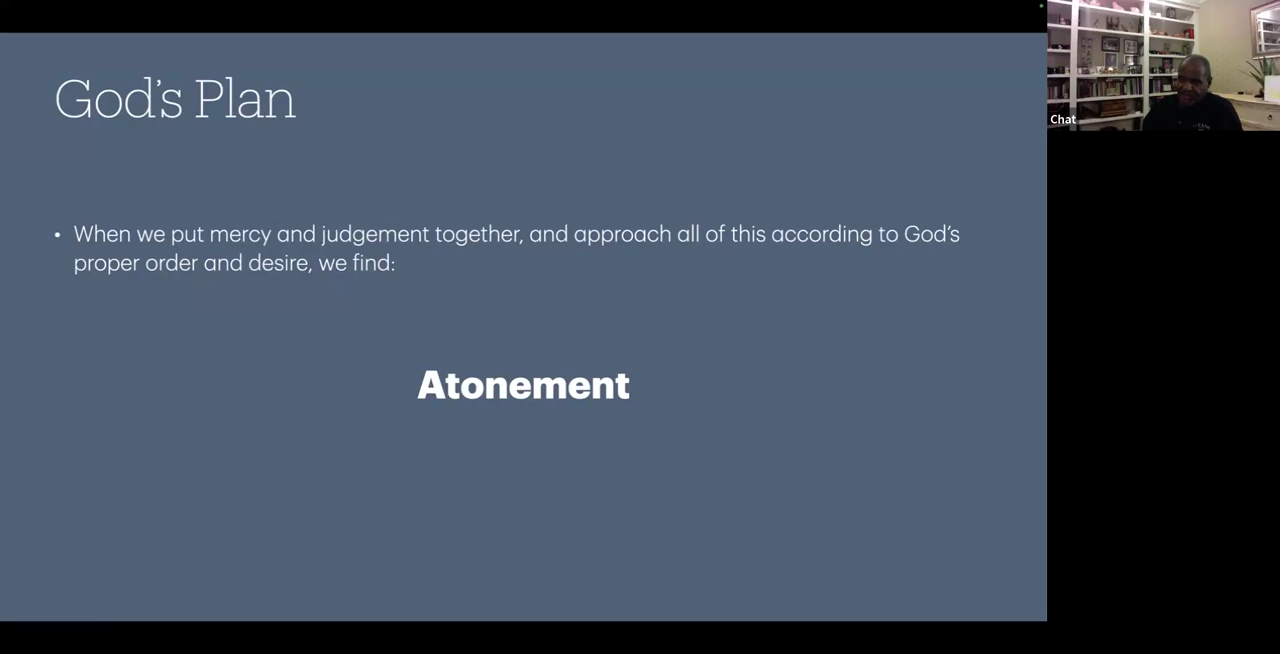 God's Plan
• When we put mercy and judgement together, and approach all of this according to God's
proper order and desire, we find:
Atonement
Chat